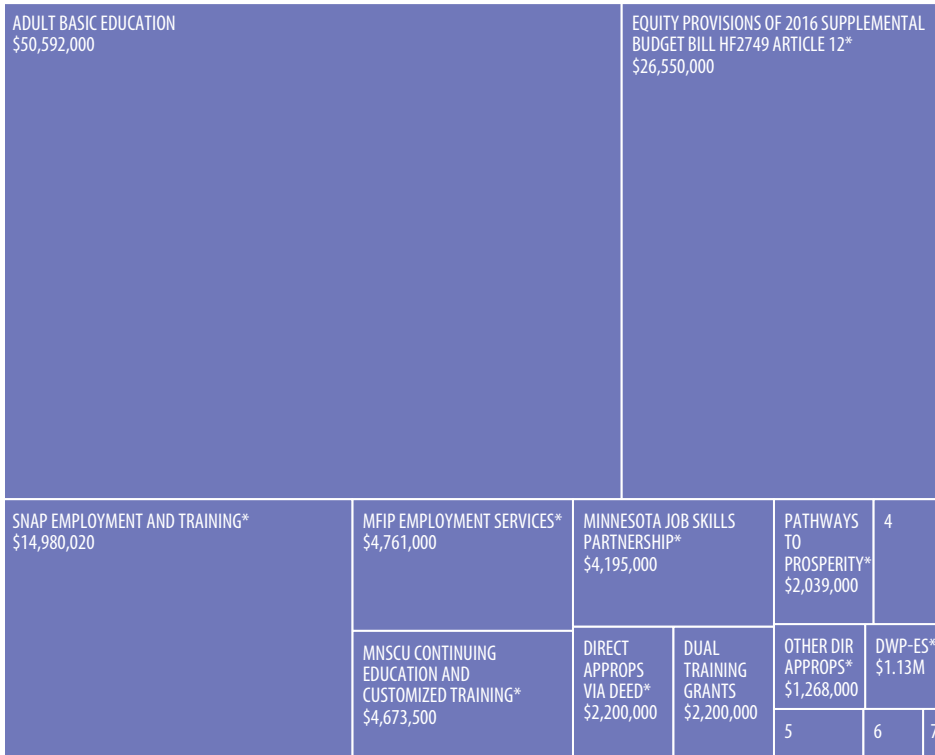 ADULT BASIC EDUCATION
$50,592,000
EQUITY PROVISIONS OF 2016 SUPPLEMENTAL
BUDGET BILL HF2749 ARTICLE 12*
$26,550,000
SNAP EMPLOYMENT AND TRAINING*
$14,980,020
MFIP EMPLOYMENT SERVICES*
$4,761,000
MNSCU CONTINUING
EDUCATION AND
CUSTOMIZED TRAINING*
$4,673,500
MINNESOTA JOB SKILLS
PARTNERSHIP*
$4,195,000
DIRECT
APPROPS
VIA DEED*
$2,200,000
DUAL
TRAINING
GRANTS
$2,200,000
PATHWAYS
TO
PROSPERITY*
$2,039,000
4
OTHER DIR
APPROPS*
$1,268,000
DWP-ES*
$1.13M
5
6
7